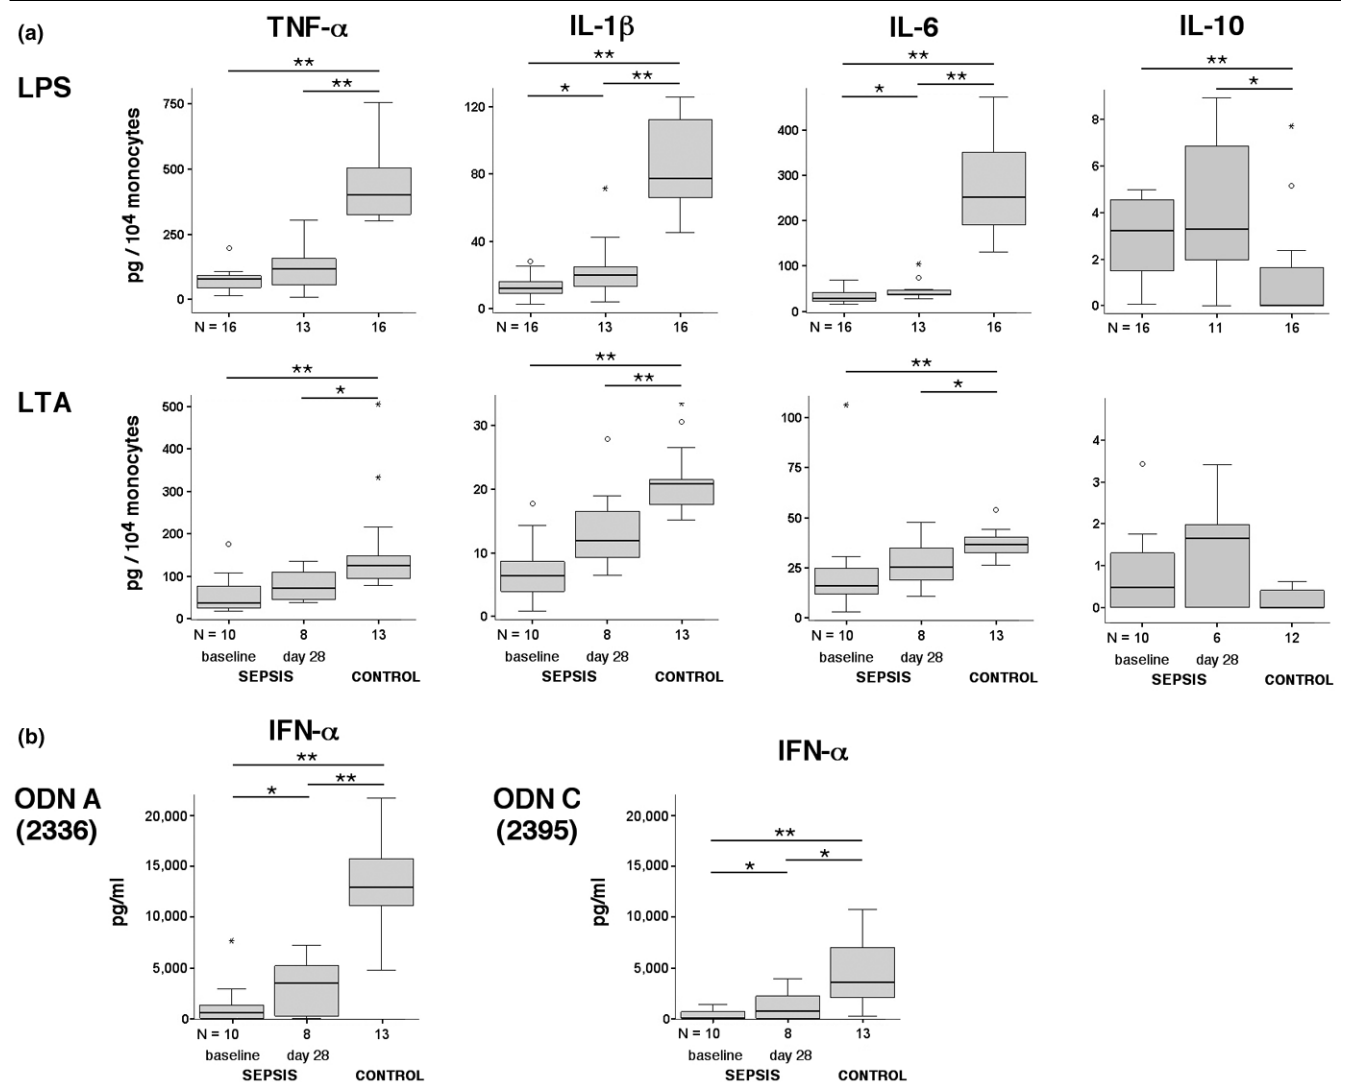 (a)
TNF-α IL-1β IL-6 IL-10
LPS
** ** ** **
** * ** * ** *
pg / 10⁴ monocytes
750 500 250 0
120 80 40 0
400 300 200 100 0
8 6 4 2 0
N = 16 13 16 N = 16 13 16 N = 16 13 16 N = 16 11 16
LTA
** ** **
* ** *
pg / 10⁴ monocytes
500 400 300 200 100 0
30 20 10 0
100 75 50 25 0
4 3 2 1 0
N = 10 8 13 N = 10 8 13 N = 10 8 13 N = 10 6 12
baseline day 28 baseline day 28 baseline day 28 baseline day 28
SEPSIS CONTROL SEPSIS CONTROL SEPSIS CONTROL SEPSIS CONTROL
(b)
IFN-α IFN-α
ODN A
(2336)
** * **
pg/ml
20,000 15,000 10,000 5,000 0
N = 10 8 13
baseline day 28
SEPSIS CONTROL
ODN C
(2395)
** * *
pg/ml
20,000 15,000 10,000 5,000 0
N = 10 8 13
baseline day 28
SEPSIS CONTROL